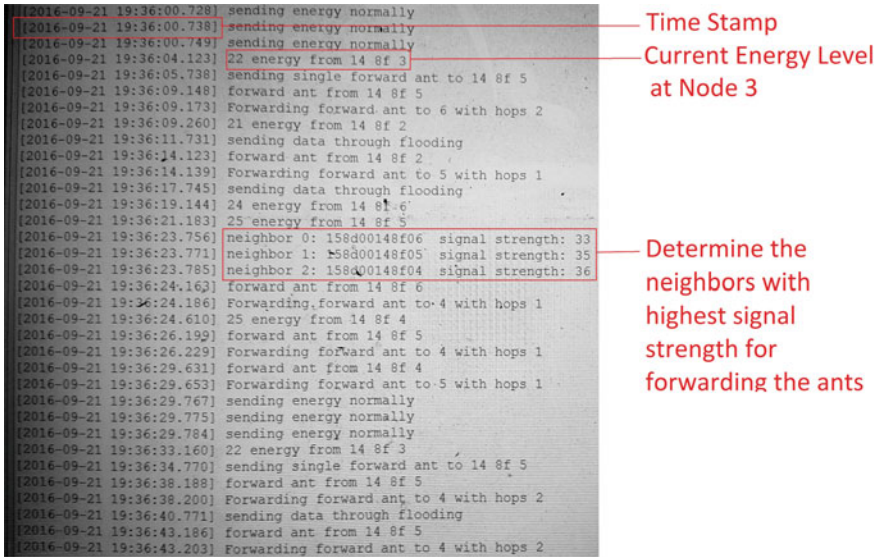 [2016-09-21 19:36:00.728] sending energy normally
[2016-09-21 19:36:00.738] sending energy normally
[2016-09-21 19:36:00.749] sending energy normally
[2016-09-21 19:36:04.123] 22 energy from 14 8f 3
[2016-09-21 19:36:05.738] sending single forward ant to 14 8f 5
[2016-09-21 19:36:09.148] forward ant from 14 8f 5
[2016-09-21 19:36:09.173] Forwarding forward ant to 6 with hops 2
[2016-09-21 19:36:09.260] 21 energy from 14 8f 2
[2016-09-21 19:36:11.731] sending data through flooding
[2016-09-21 19:36:14.123] forward ant from 14 8f 2
[2016-09-21 19:36:14.139] Forwarding forward ant to 5 with hops 1
[2016-09-21 19:36:17.745] sending data through flooding
[2016-09-21 19:36:19.144] 24 energy from 14 8f 6
[2016-09-21 19:36:21.183] 25 energy from 14 8f 5
[2016-09-21 19:36:23.756] neighbor 0: 158d00148f06 signal strength: 33
[2016-09-21 19:36:23.771] neighbor 1: 158d00148f05 signal strength: 35
[2016-09-21 19:36:23.785] neighbor 2: 158d00148f04 signal strength: 36
[2016-09-21 19:36:24.163] forward ant from 14 8f 6
[2016-09-21 19:36:24.186] Forwarding forward ant to 4 with hops 1
[2016-09-21 19:36:24.610] 25 energy from 14 8f 4
[2016-09-21 19:36:26.199] forward ant from 14 8f 5
[2016-09-21 19:36:26.229] Forwarding forward ant to 4 with hops 1
[2016-09-21 19:36:29.631] forward ant from 14 8f 4
[2016-09-21 19:36:29.653] Forwarding forward ant to 5 with hops 1
[2016-09-21 19:36:29.767] sending energy normally
[2016-09-21 19:36:29.775] sending energy normally
[2016-09-21 19:36:29.784] sending energy normally
[2016-09-21 19:36:33.160] 22 energy from 14 8f 3
[2016-09-21 19:36:34.770] sending single forward ant to 14 8f 5
[2016-09-21 19:36:38.188] forward ant from 14 8f 5
[2016-09-21 19:36:38.200] Forwarding forward ant to 4 with hops 2
[2016-09-21 19:36:40.771] sending data through flooding
[2016-09-21 19:36:43.186] forward ant from 14 8f 5
[2016-09-21 19:36:43.203] Forwarding forward ant to 4 with hops 2
Time Stamp
Current Energy Level
at Node 3
Determine the
neighbors with
highest signal
strength for
forwarding the ants